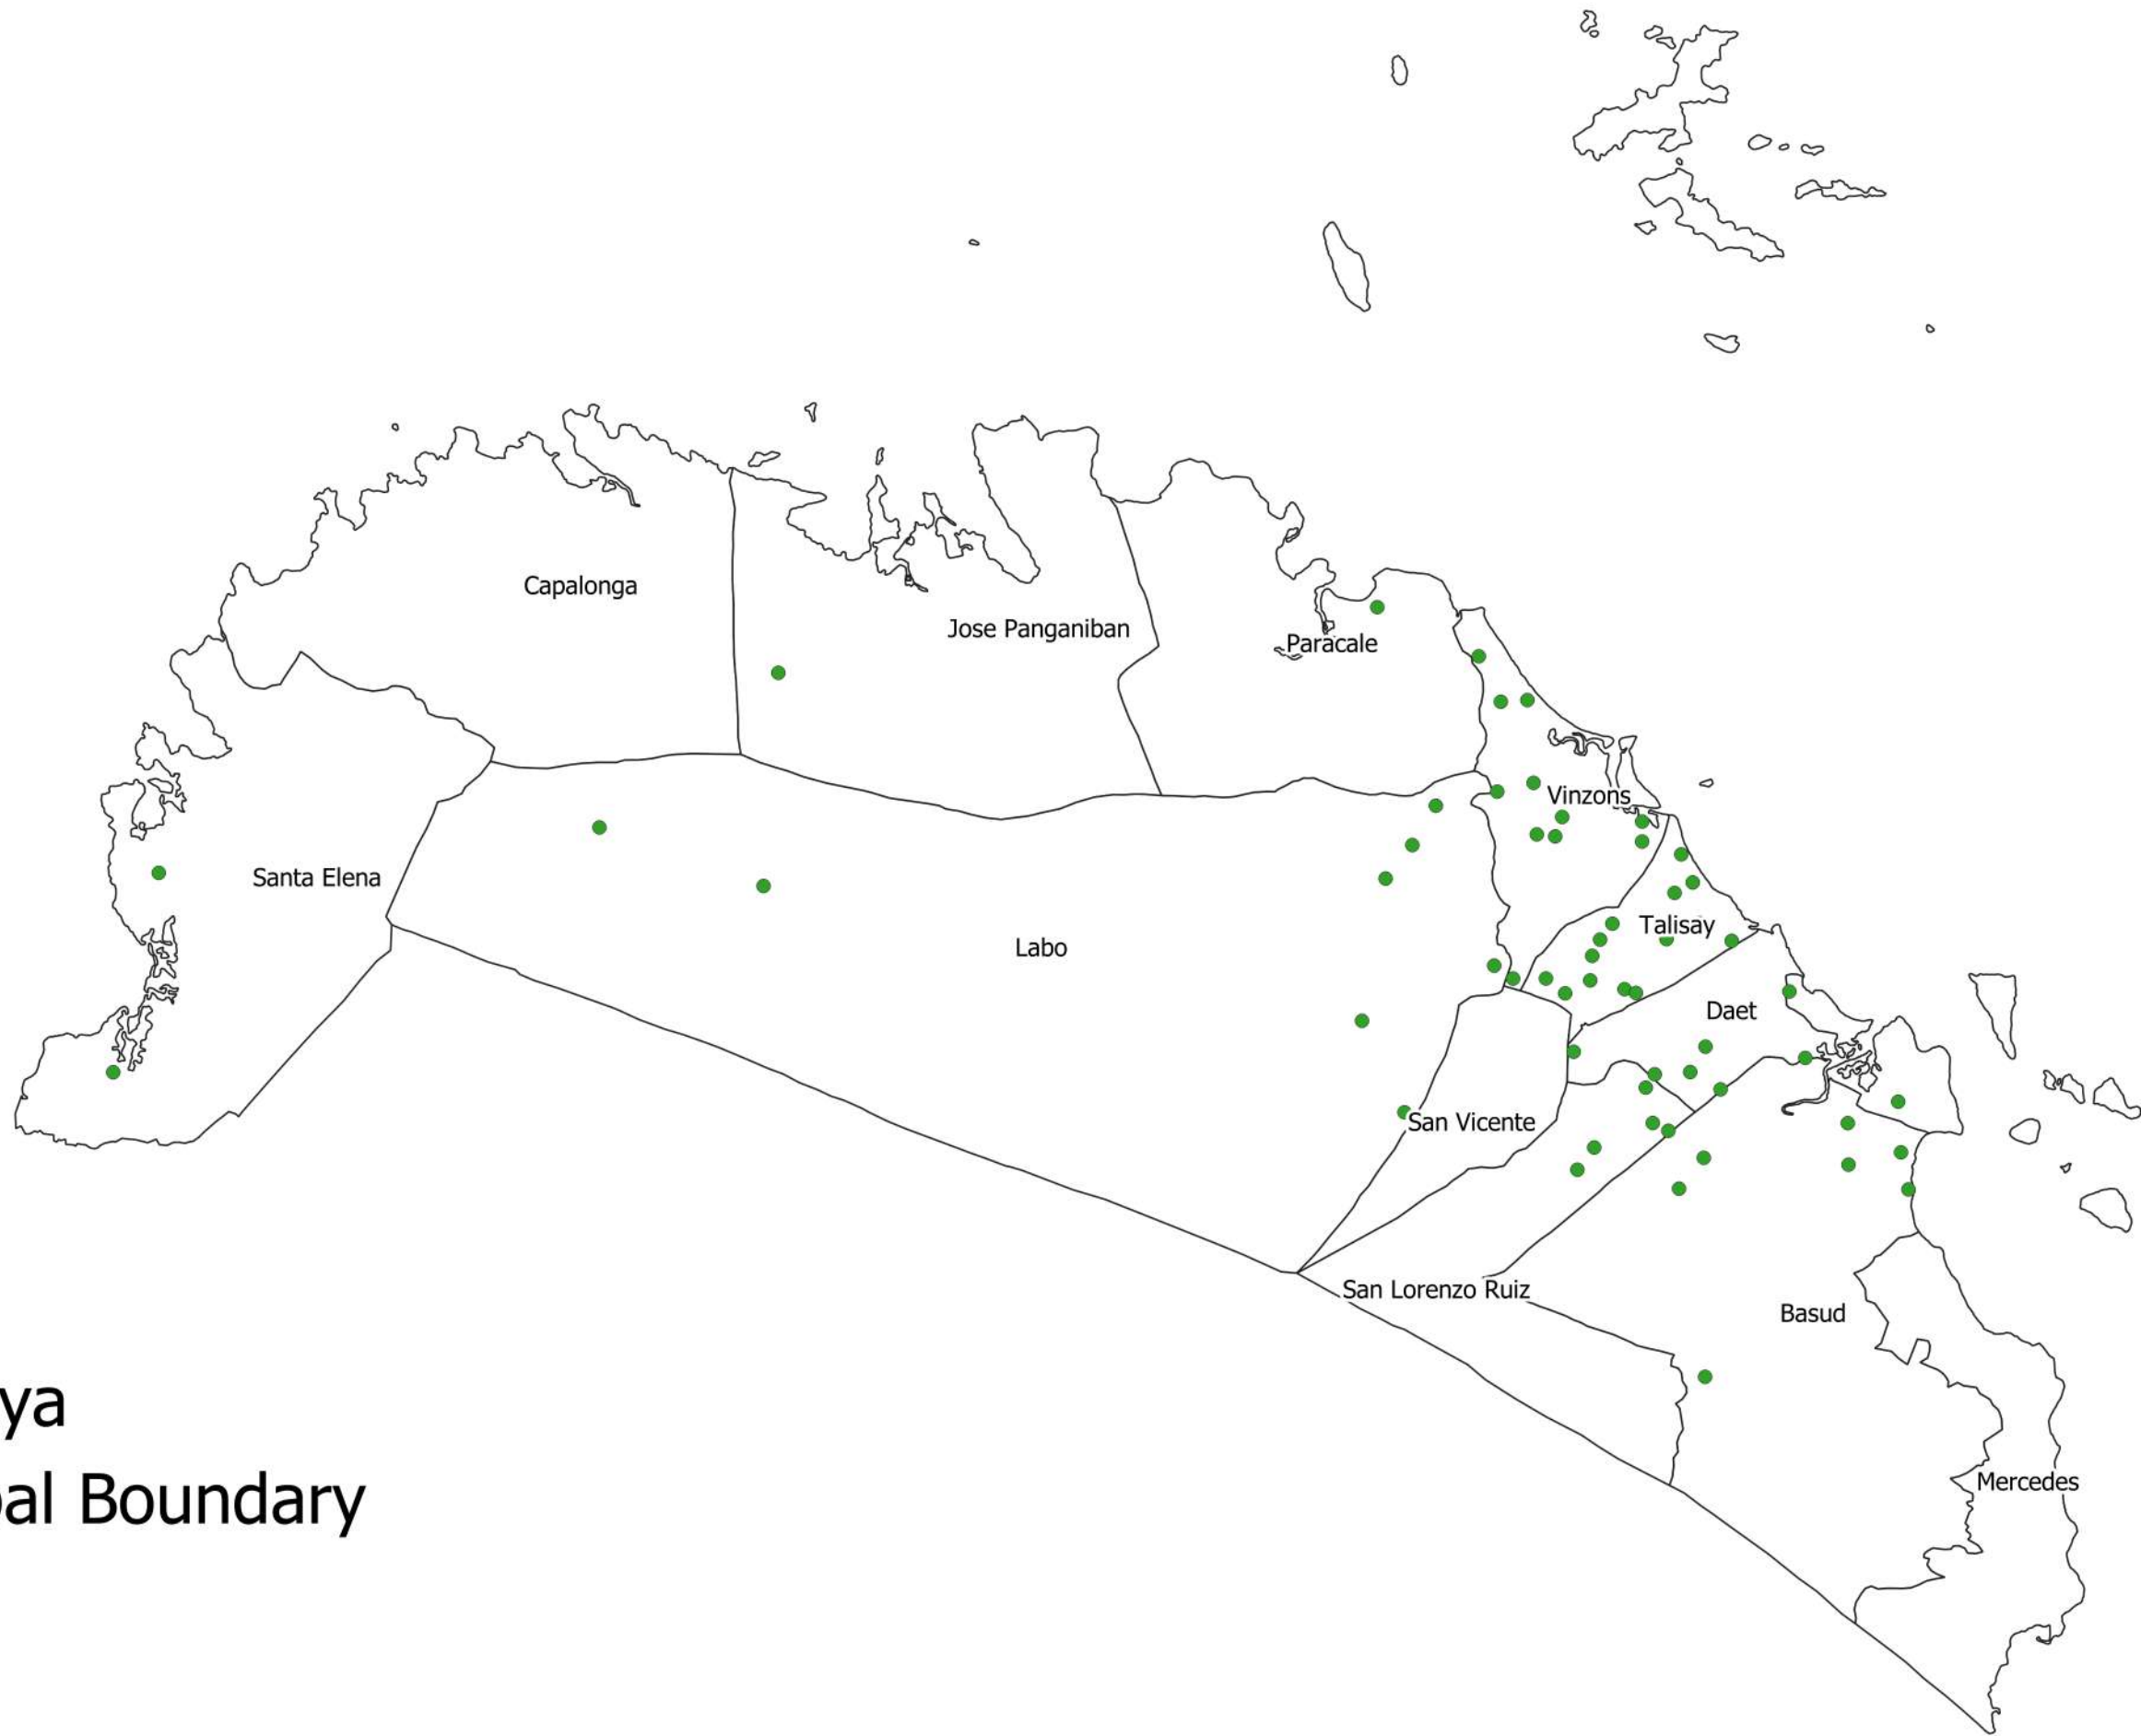 Capalonga
Jose Panganiban
Paracale
Vinzons
Santa Elena
Talisay
Labo
Daet
San Vicente
San Lorenzo Ruiz
Basud
ya
pal Boundary
Mercedes